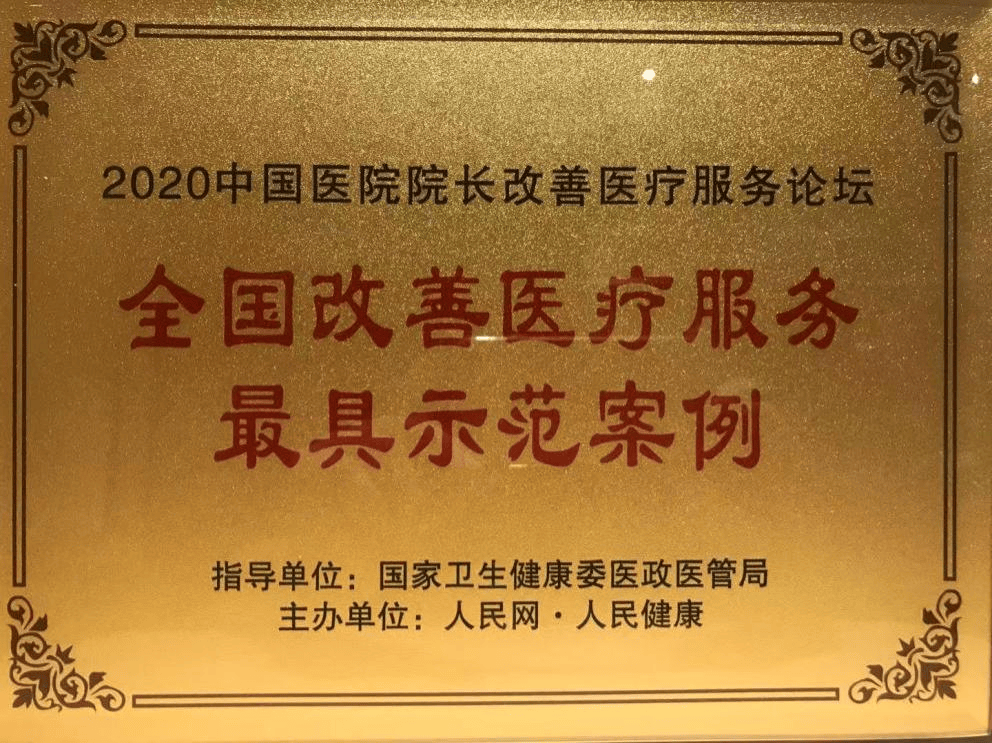 2020中国医院院长改善医疗服务论坛
全国改善医疗服务
最具示范案例
指导单位：国家卫生健康委医政医管局
主办单位：人民网·人民健康